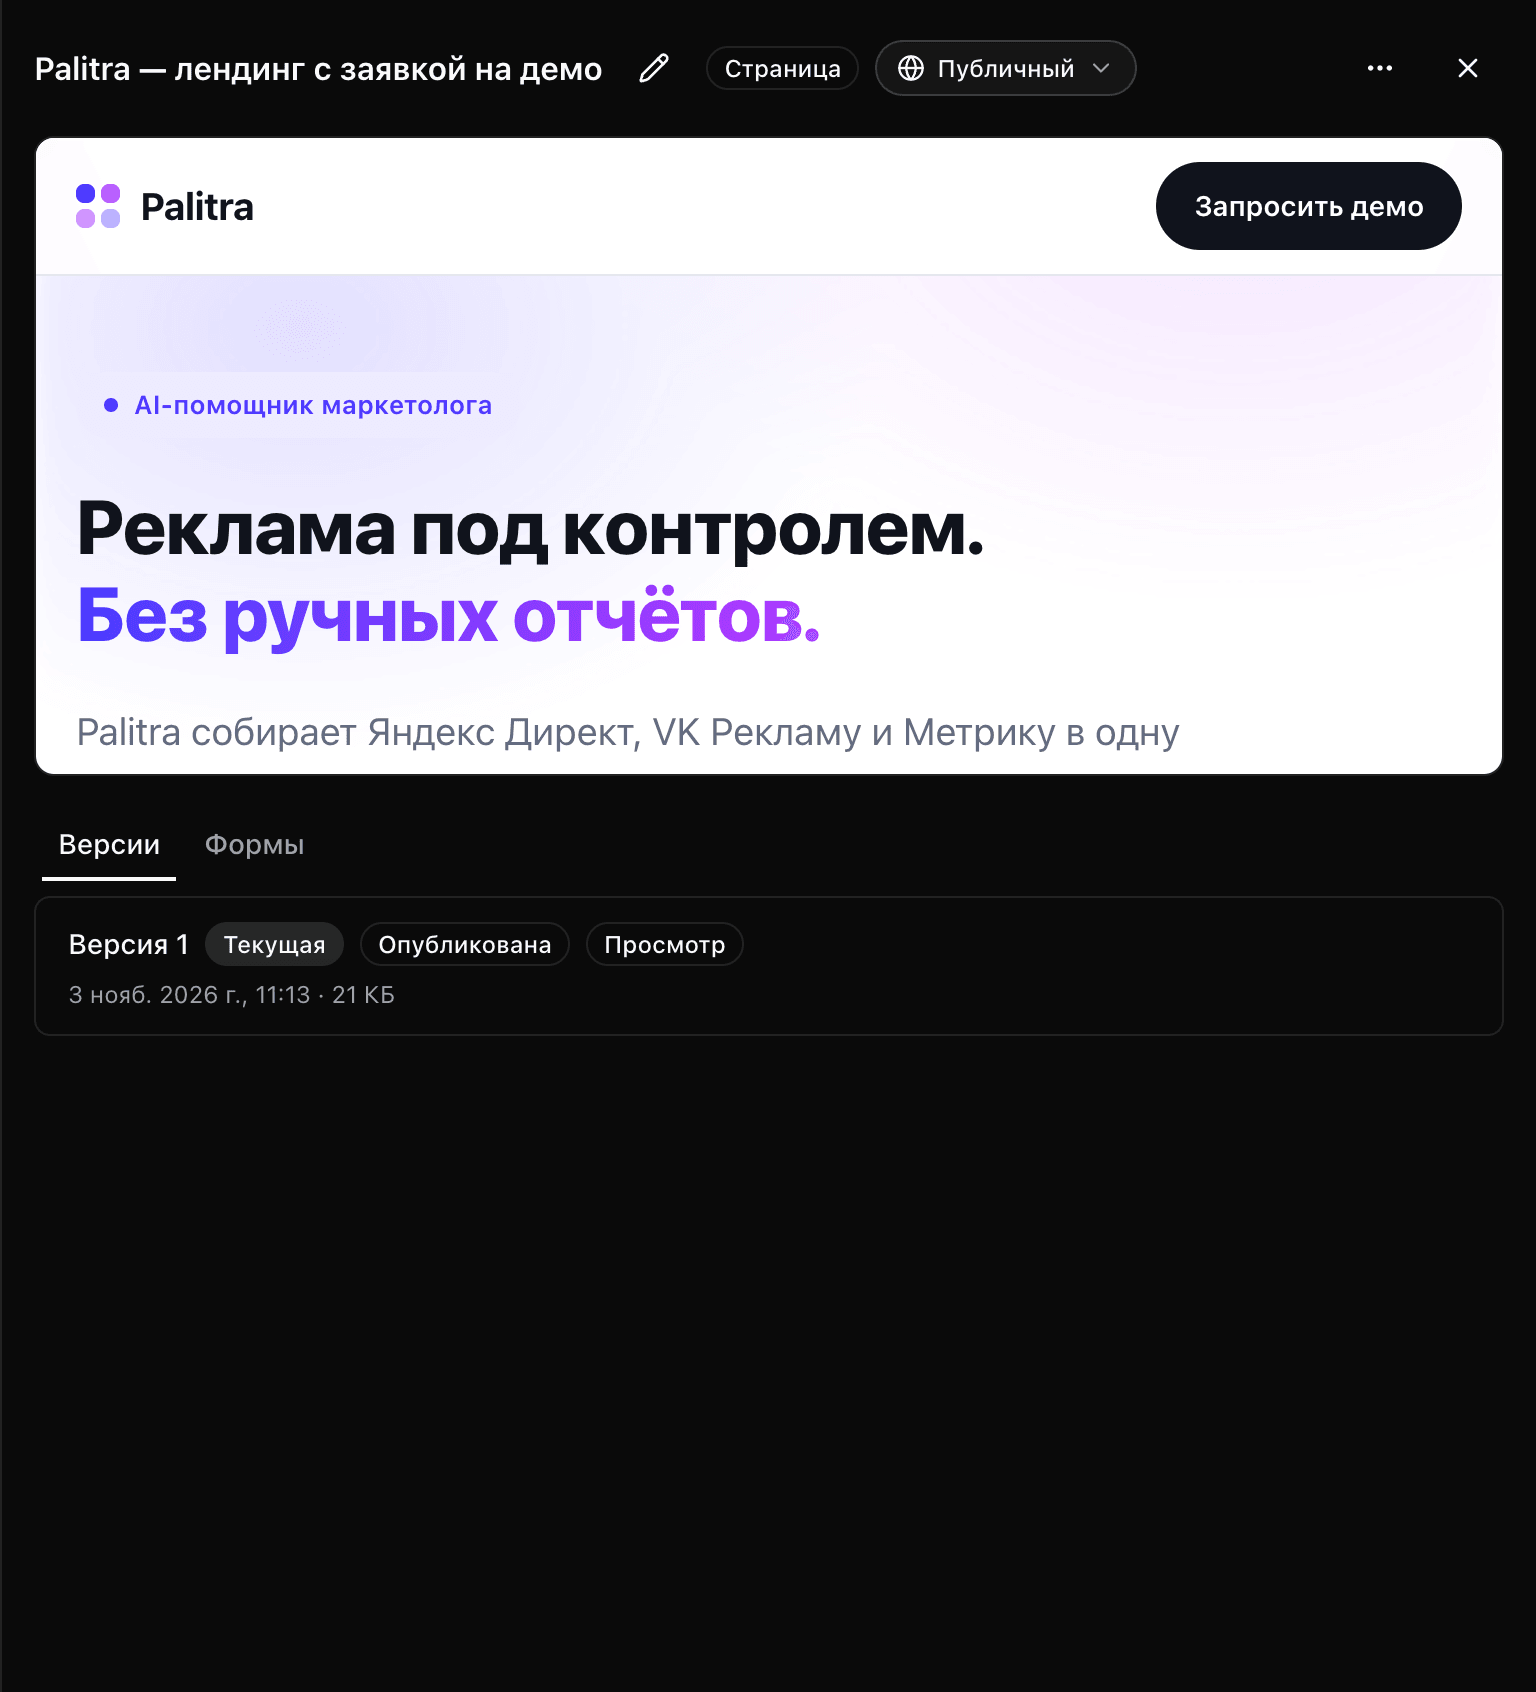 Palitra — лендинг с заявкой на демо
Страница
Публичный
Palitra
Запросить демо
AI-помощник маркетолога
Реклама под контролем.
Без ручных отчётов.
Palitra собирает Яндекс Директ, VK Рекламу и Метрику в одну
Версии
Формы
Версия 1
Текущая
Опубликована
Просмотр
3 нояб. 2026 г., 11:13 · 21 КБ